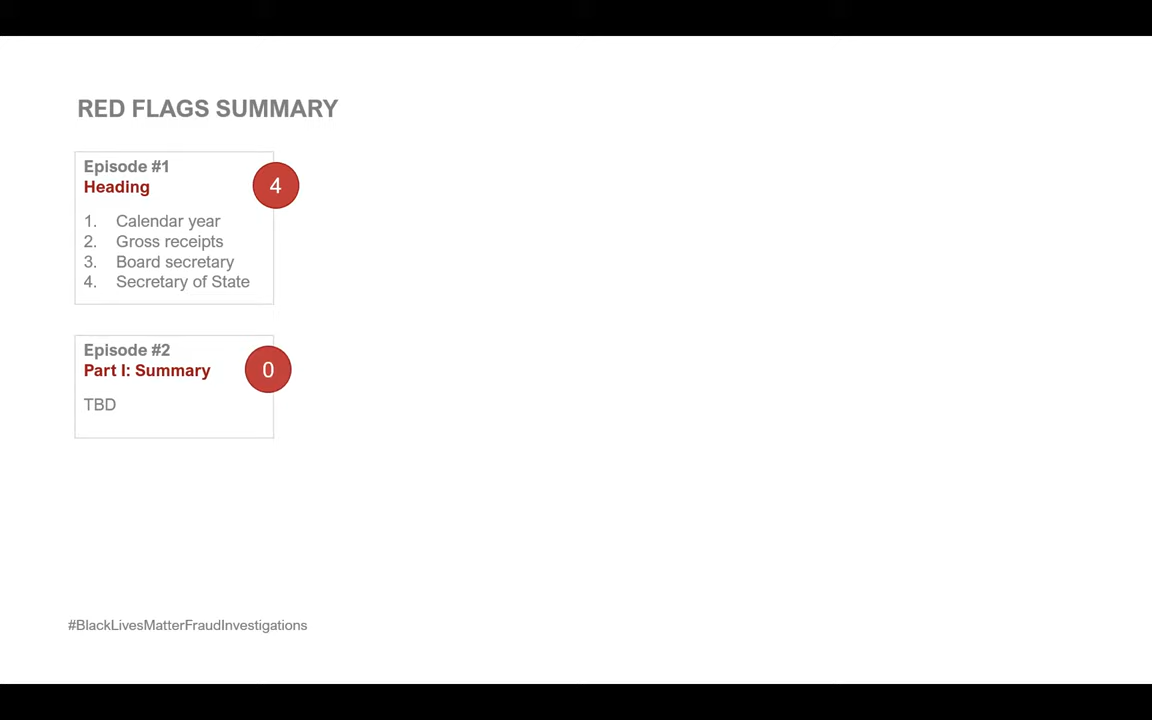 RED FLAGS SUMMARY
Episode #1
Heading
4
1. Calendar year
2. Gross receipts
3. Board secretary
4. Secretary of State
Episode #2
Part I: Summary
0
TBD
#BlackLivesMatterFraudInvestigations